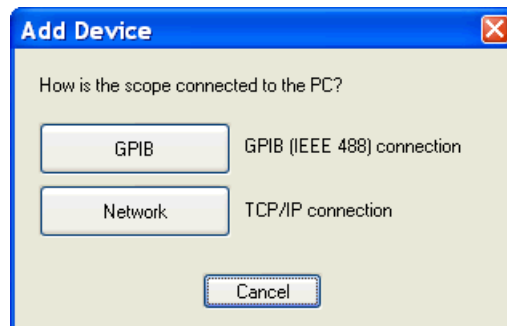 Add Device
How is the scope connected to the PC?
GPIB GPIB (IEEE 488) connection
Network TCP/IP connection
Cancel